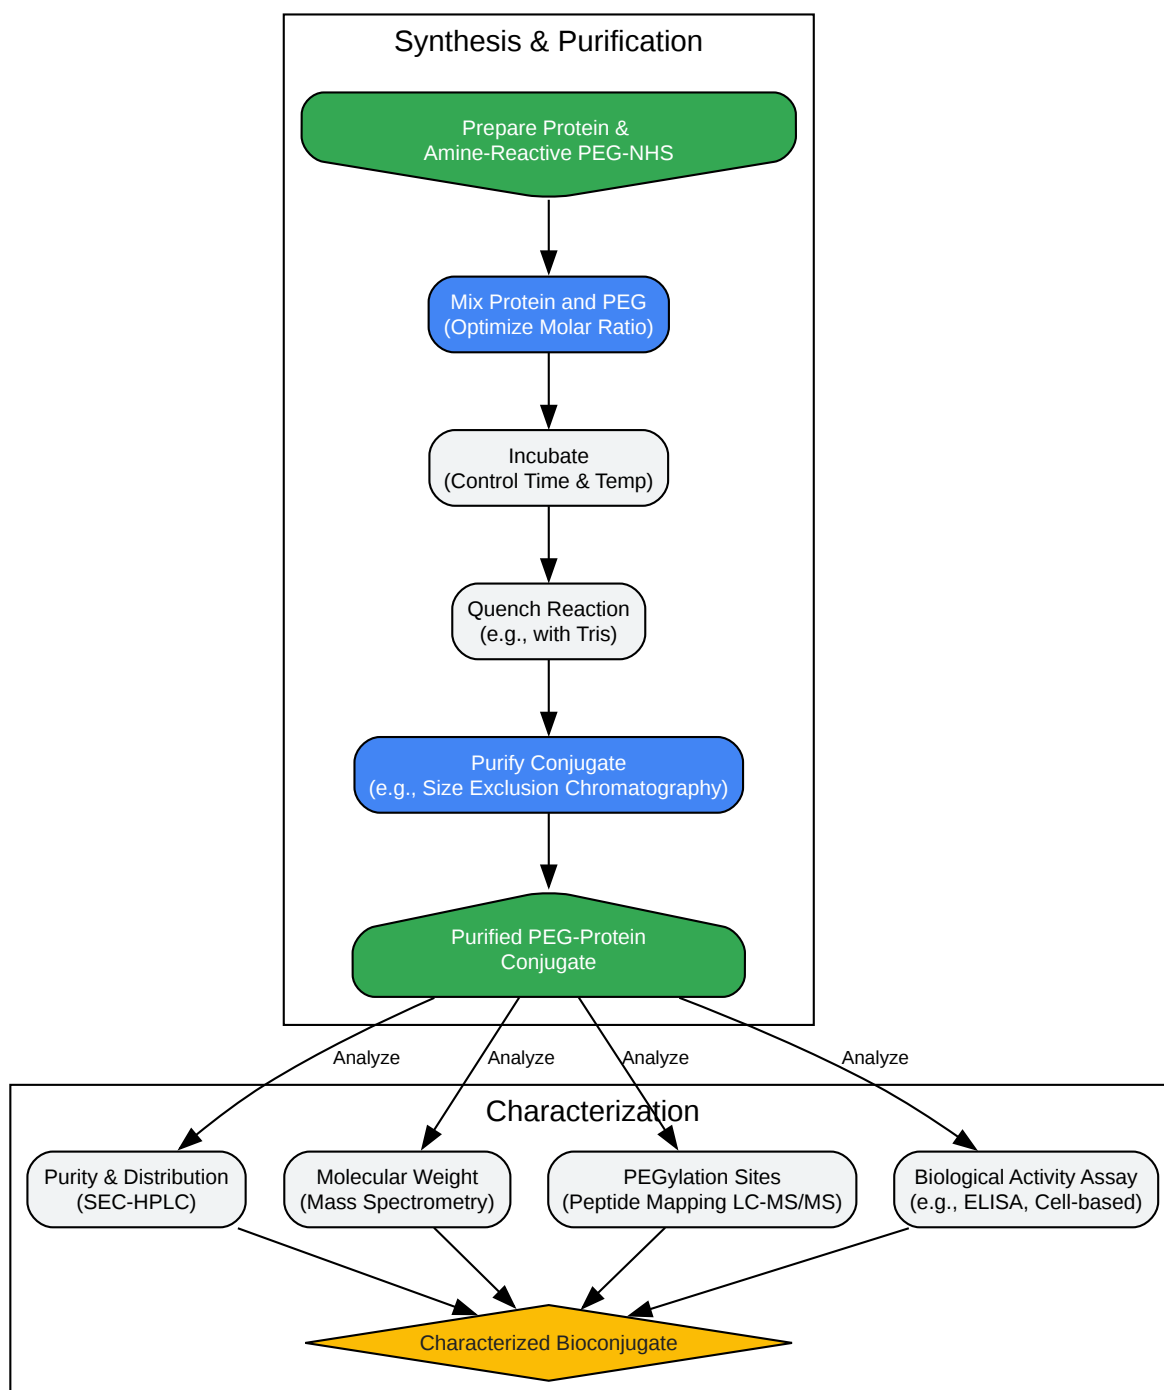 Synthesis & Purification
Prepare Protein &
Amine-Reactive PEG-NHS
Mix Protein and PEG
(Optimize Molar Ratio)
Incubate
(Control Time & Temp)
Quench Reaction
(e.g., with Tris)
Purify Conjugate
(e.g., Size Exclusion Chromatography)
Purified PEG-Protein
Conjugate
Analyze
Analyze
Analyze
Analyze
Characterization
Purity & Distribution
(SEC-HPLC)
Molecular Weight
(Mass Spectrometry)
PEGylation Sites
(Peptide Mapping LC-MS/MS)
Biological Activity Assay
(e.g., ELISA, Cell-based)
Characterized Bioconjugate